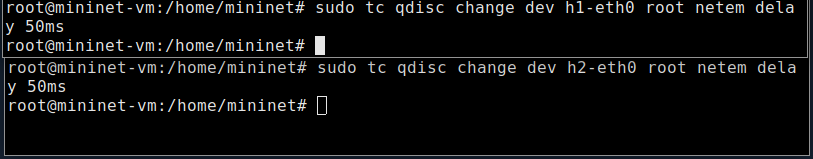 root@mininet-vm:/home/mininet# sudo tc qdisc change dev h1-eth0 root netem dela
y 50ms
root@mininet-vm:/home/mininet#
root@mininet-vm:/home/mininet# sudo tc qdisc change dev h2-eth0 root netem dela
y 50ms
root@mininet-vm:/home/mininet#